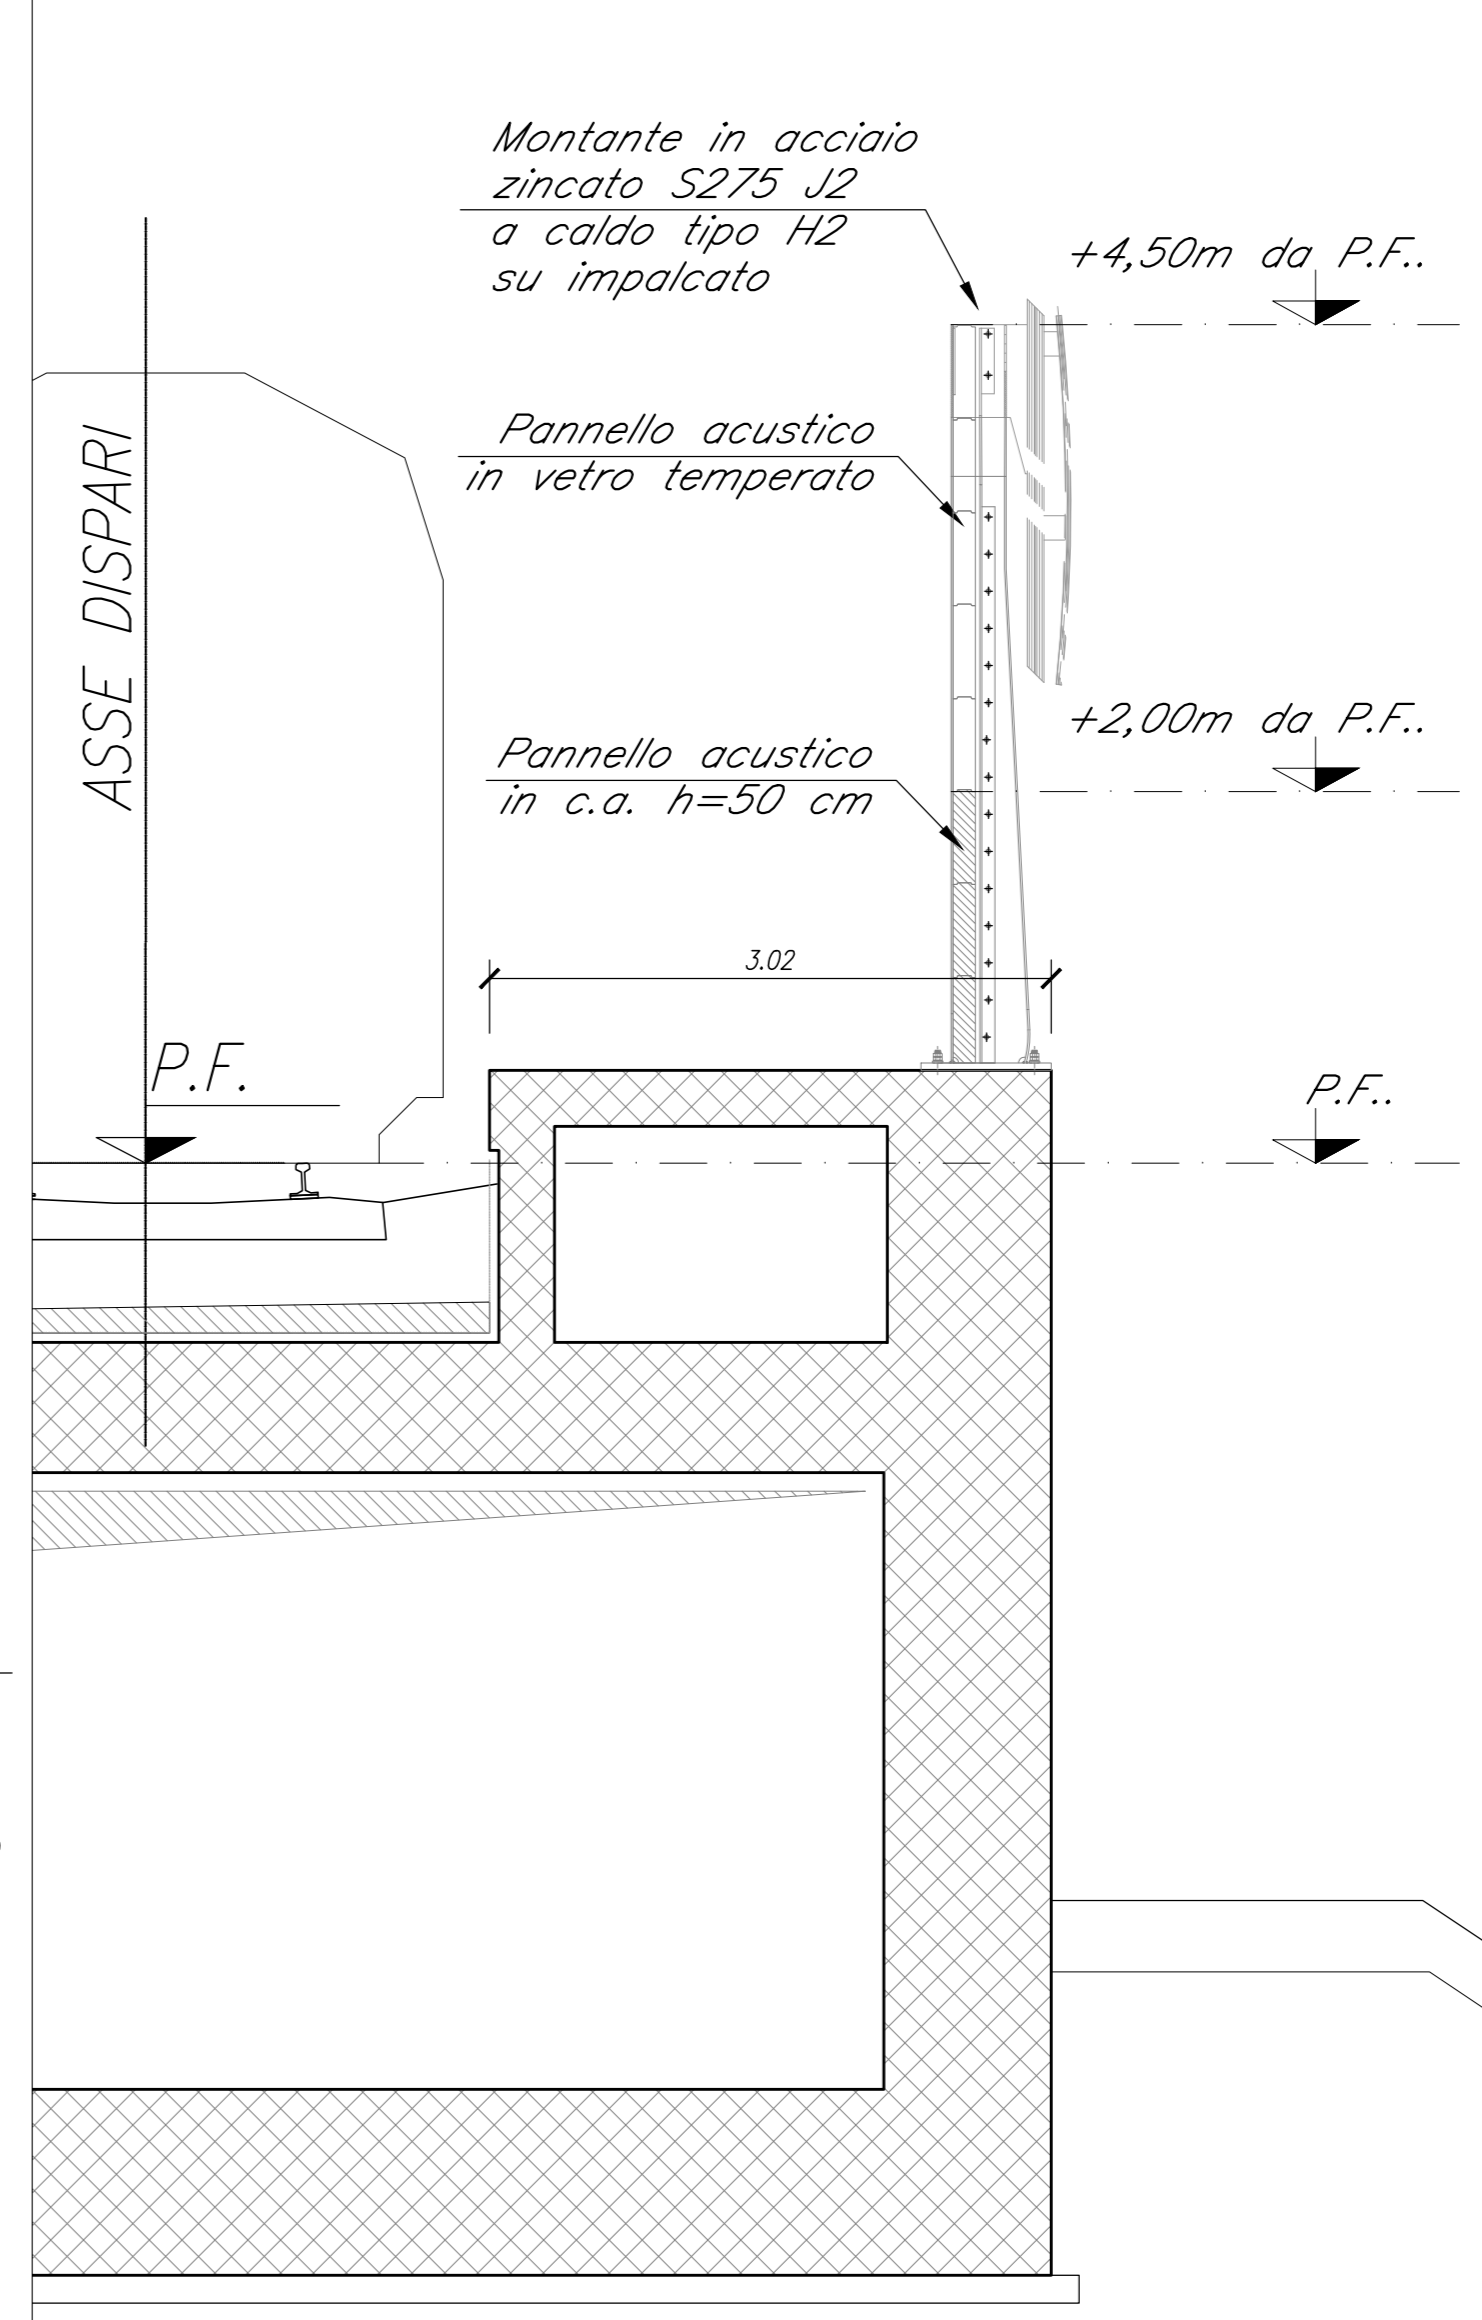 Montante in acciaio
zincato S275 J2
a caldo tipo H2
su impalcato
+4,50m da P.F..
Pannello acustico
in vetro temperato
ASSE DISPARI
+2,00m da P.F..
Pannello acustico
in c.a. h=50 cm
3.02
P.F.
P.F..